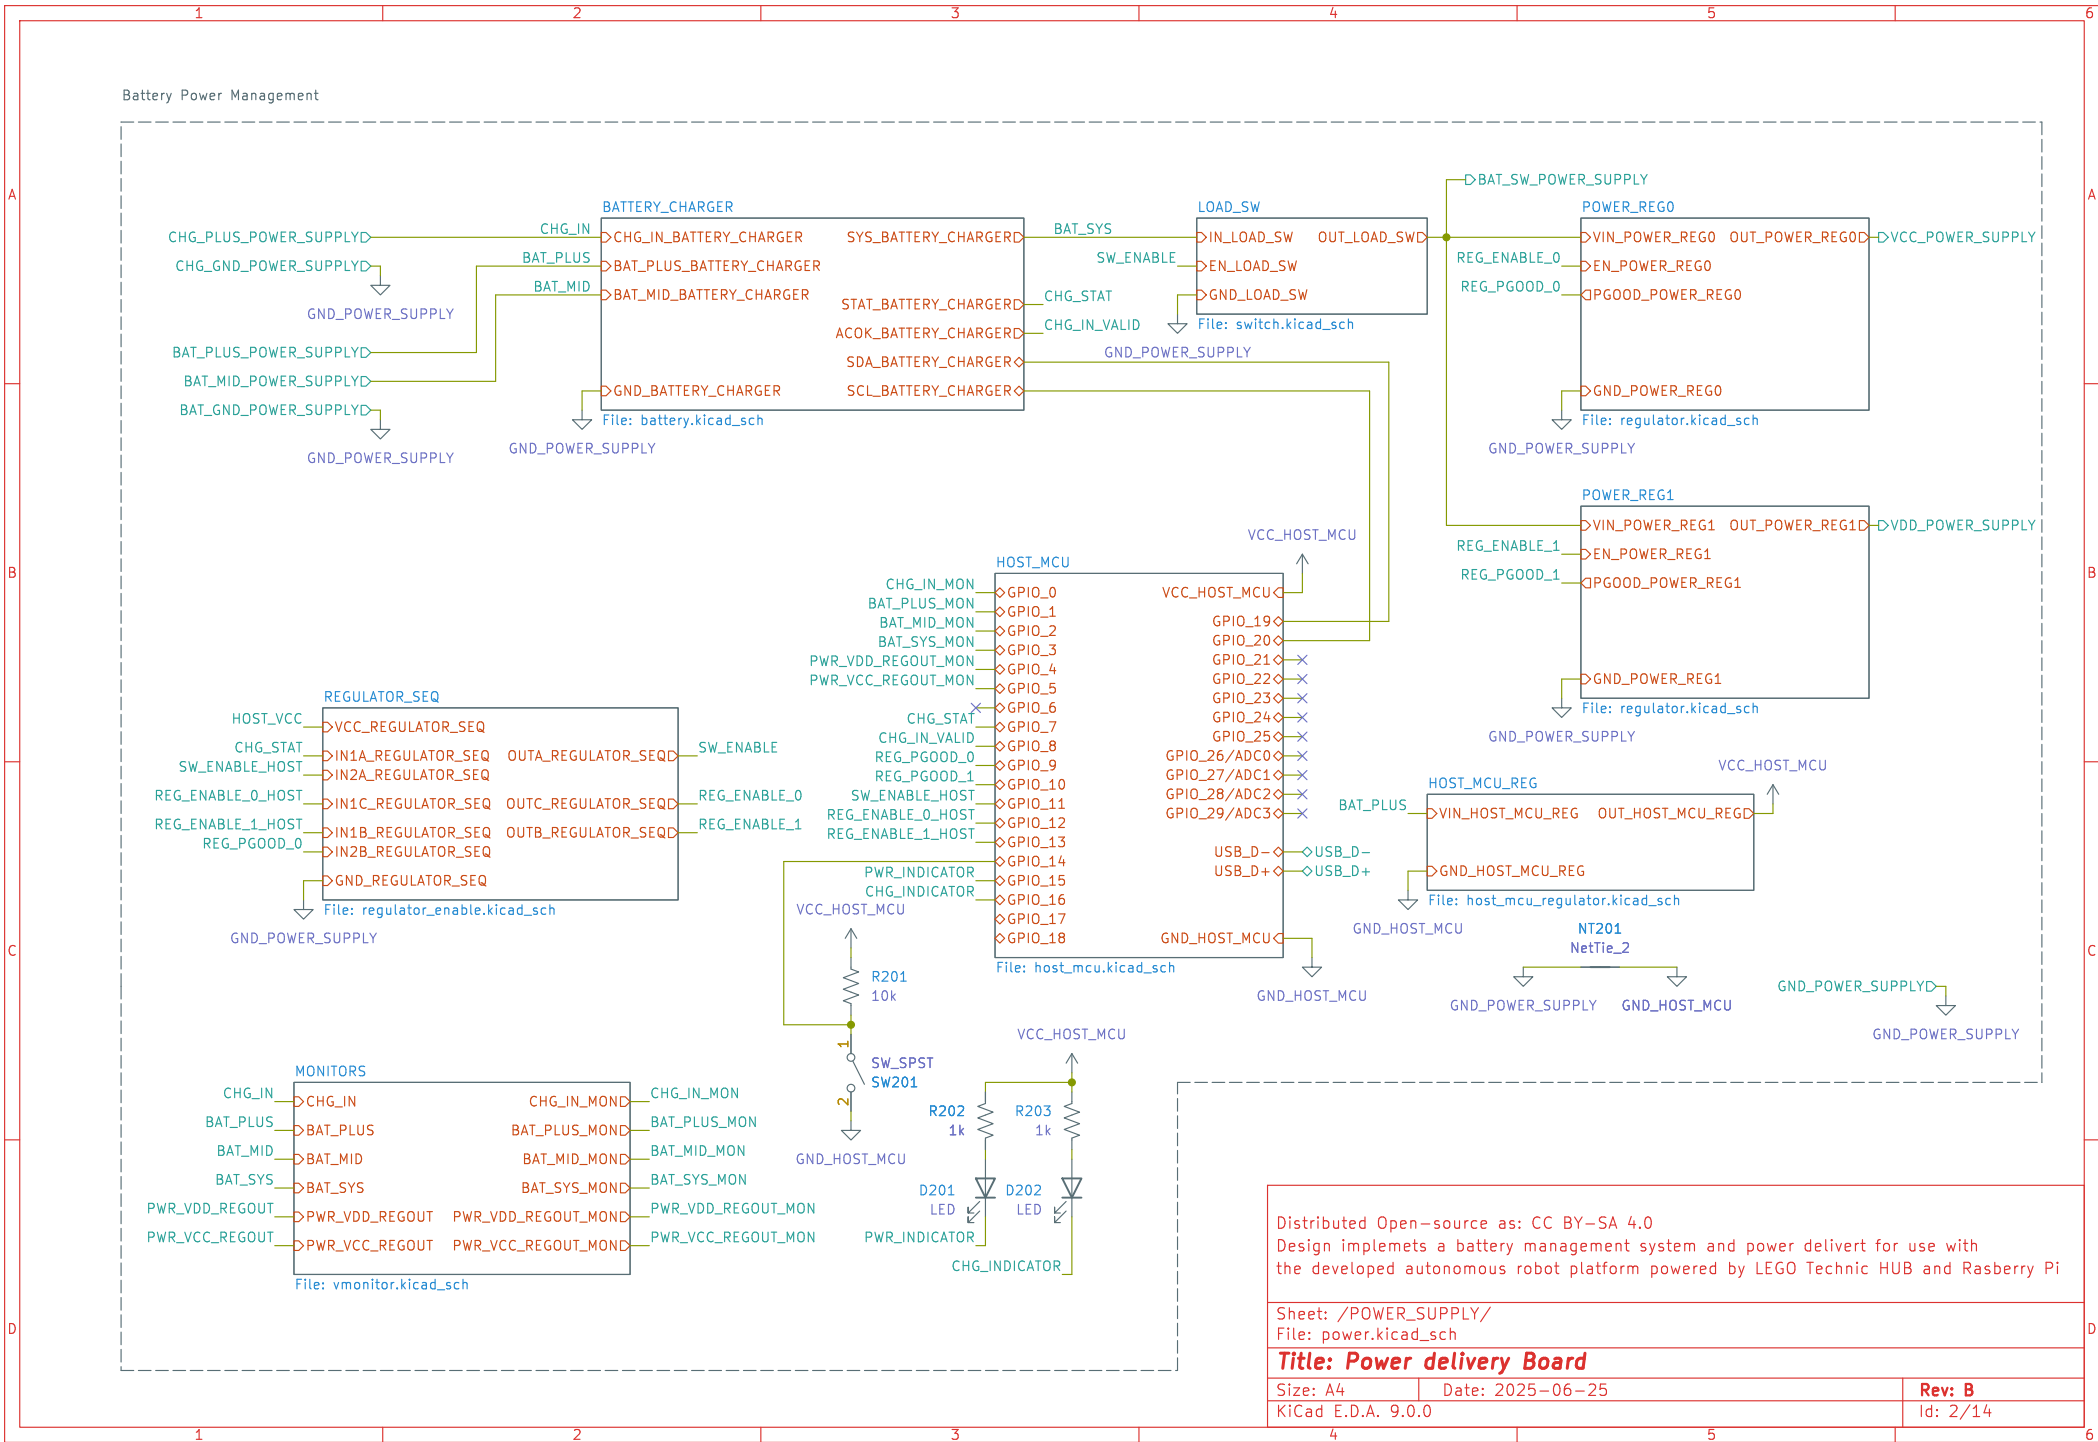 1 2 3 4 5 6
A
B
C
D
Battery Power Management
CHG_PLUS_POWER_SUPPLY
CHG_GND_POWER_SUPPLY
GND_POWER_SUPPLY
BAT_PLUS_POWER_SUPPLY
BAT_MID_POWER_SUPPLY
BAT_GND_POWER_SUPPLY
GND_POWER_SUPPLY
CHG_IN
BAT_PLUS
BAT_MID
BATTERY_CHARGER
CHG_IN_BATTERY_CHARGER
BAT_PLUS_BATTERY_CHARGER
BAT_MID_BATTERY_CHARGER
GND_BATTERY_CHARGER
SYS_BATTERY_CHARGER
STAT_BATTERY_CHARGER
ACOK_BATTERY_CHARGER
SDA_BATTERY_CHARGER
SCL_BATTERY_CHARGER
File: battery.kicad_sch
GND_POWER_SUPPLY
BAT_SYS
CHG_STAT
CHG_IN_VALID
SW_ENABLE
LOAD_SW
IN_LOAD_SW
EN_LOAD_SW
GND_LOAD_SW
OUT_LOAD_SW
File: switch.kicad_sch
GND_POWER_SUPPLY
BAT_SW_POWER_SUPPLY
REG_ENABLE_0
REG_PGOOD_0
POWER_REG0
VIN_POWER_REG0
EN_POWER_REG0
PGOOD_POWER_REG0
GND_POWER_REG0
OUT_POWER_REG0
VCC_POWER_SUPPLY
File: regulator.kicad_sch
GND_POWER_SUPPLY
REG_ENABLE_1
REG_PGOOD_1
POWER_REG1
VIN_POWER_REG1
EN_POWER_REG1
PGOOD_POWER_REG1
GND_POWER_REG1
OUT_POWER_REG1
VDD_POWER_SUPPLY
File: regulator.kicad_sch
GND_POWER_SUPPLY
CHG_IN_MON
BAT_PLUS_MON
BAT_MID_MON
BAT_SYS_MON
PWR_VDD_REGOUT_MON
PWR_VCC_REGOUT_MON
CHG_STAT
CHG_IN_VALID
REG_PGOOD_0
REG_PGOOD_1
SW_ENABLE_HOST
REG_ENABLE_0_HOST
REG_ENABLE_1_HOST
PWR_INDICATOR
CHG_INDICATOR
HOST_MCU
GPIO_0
GPIO_1
GPIO_2
GPIO_3
GPIO_4
GPIO_5
GPIO_6
GPIO_7
GPIO_8
GPIO_9
GPIO_10
GPIO_11
GPIO_12
GPIO_13
GPIO_14
GPIO_15
GPIO_16
GPIO_17
GPIO_18
VCC_HOST_MCU
GPIO_19
GPIO_20
GPIO_21
GPIO_22
GPIO_23
GPIO_24
GPIO_25
GPIO_26/ADC0
GPIO_27/ADC1
GPIO_28/ADC2
GPIO_29/ADC3
USB_D-
USB_D+
GND_HOST_MCU
File: host_mcu.kicad_sch
VCC_HOST_MCU
USB_D-
USB_D+
GND_HOST_MCU
HOST_VCC
CHG_STAT
SW_ENABLE_HOST
REG_ENABLE_0_HOST
REG_ENABLE_1_HOST
REG_PGOOD_0
REGULATOR_SEQ
VCC_REGULATOR_SEQ
IN1A_REGULATOR_SEQ
IN2A_REGULATOR_SEQ
IN1C_REGULATOR_SEQ
IN1B_REGULATOR_SEQ
IN2B_REGULATOR_SEQ
GND_REGULATOR_SEQ
OUTA_REGULATOR_SEQ
OUTC_REGULATOR_SEQ
OUTB_REGULATOR_SEQ
SW_ENABLE
REG_ENABLE_0
REG_ENABLE_1
File: regulator_enable.kicad_sch
GND_POWER_SUPPLY
VCC_HOST_MCU
BAT_PLUS
HOST_MCU_REG
VIN_HOST_MCU_REG
GND_HOST_MCU_REG
OUT_HOST_MCU_REG
File: host_mcu_regulator.kicad_sch
GND_HOST_MCU
NT201
NetTie_2
GND_POWER_SUPPLY
GND_HOST_MCU
GND_POWER_SUPPLY
GND_POWER_SUPPLY
VCC_HOST_MCU
R201
10k
1
SW_SPST
SW201
2
GND_HOST_MCU
VCC_HOST_MCU
R202
1k
R203
1k
D201
LED
D202
LED
PWR_INDICATOR
CHG_INDICATOR
MONITORS
CHG_IN
BAT_PLUS
BAT_MID
BAT_SYS
PWR_VDD_REGOUT
PWR_VCC_REGOUT
CHG_IN
BAT_PLUS
BAT_MID
BAT_SYS
PWR_VDD_REGOUT
PWR_VCC_REGOUT
CHG_IN_MON
BAT_PLUS_MON
BAT_MID_MON
BAT_SYS_MON
PWR_VDD_REGOUT_MON
PWR_VCC_REGOUT_MON
CHG_IN_MON
BAT_PLUS_MON
BAT_MID_MON
BAT_SYS_MON
PWR_VDD_REGOUT_MON
PWR_VCC_REGOUT_MON
File: vmonitor.kicad_sch
Distributed Open-source as: CC BY-SA 4.0
Design implemets a battery management system and power delivert for use with
the developed autonomous robot platform powered by LEGO Technic HUB and Rasberry Pi
Sheet: /POWER_SUPPLY/
File: power.kicad_sch
Title: Power delivery Board
Size: A4 Date: 2025-06-25 Rev: B
KiCad E.D.A. 9.0.0 Id: 2/14
A
B
C
D
1 2 3 4 5 6